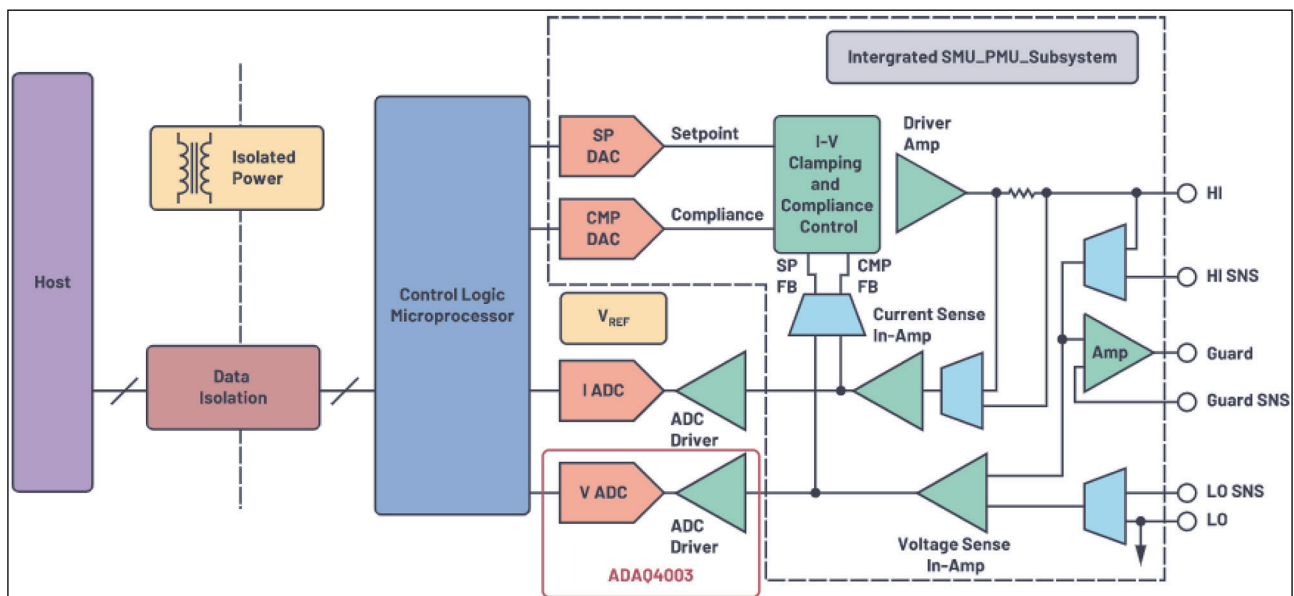 Intergrated SMU_PMU_Subsystem
Host
Isolated
Power
Data
Isolation
Control Logic
Microprocessor
SP
DAC
Setpoint
CMP
DAC
Compliance
I-V
Clamping
and
Compliance
Control
Driver
Amp
SP
FB
CMP
FB
VREF
Current Sense
In-Amp
I ADC
ADC
Driver
V ADC
ADC
Driver
ADAQ4003
Voltage Sense
In-Amp
Amp
HI
HI SNS
Guard
Guard SNS
LO SNS
LO